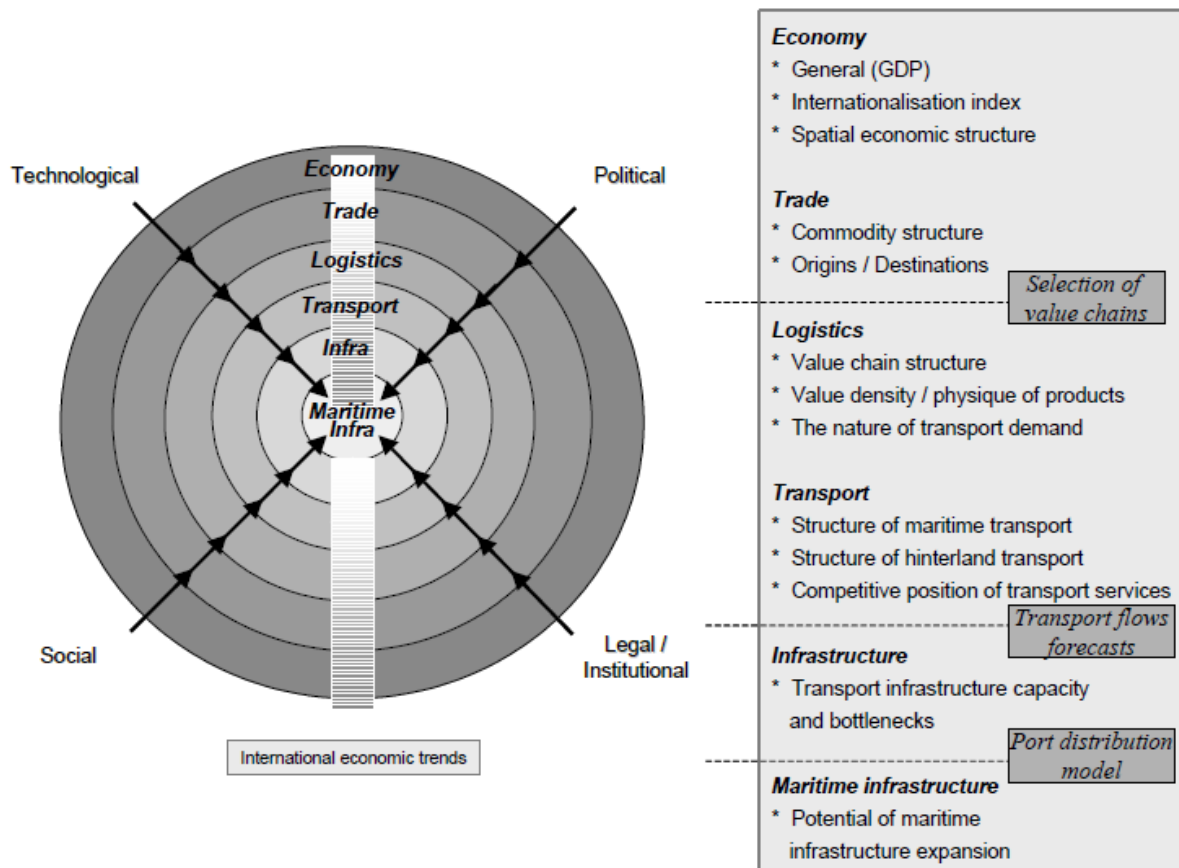 Technological
Political
Economy
Trade
Logistics
Transport
Infra
Maritime
Infra
Social
Legal /
Institutional
International economic trends
Economy
* General (GDP)
* Internationalisation index
* Spatial economic structure
Trade
* Commodity structure
* Origins / Destinations
Selection of
value chains
Logistics
* Value chain structure
* Value density / physique of products
* The nature of transport demand
Transport
* Structure of maritime transport
* Structure of hinterland transport
* Competitive position of transport services
Transport flows
forecasts
Infrastructure
* Transport infrastructure capacity
and bottlenecks
Port distribution
model
Maritime infrastructure
* Potential of maritime
infrastructure expansion